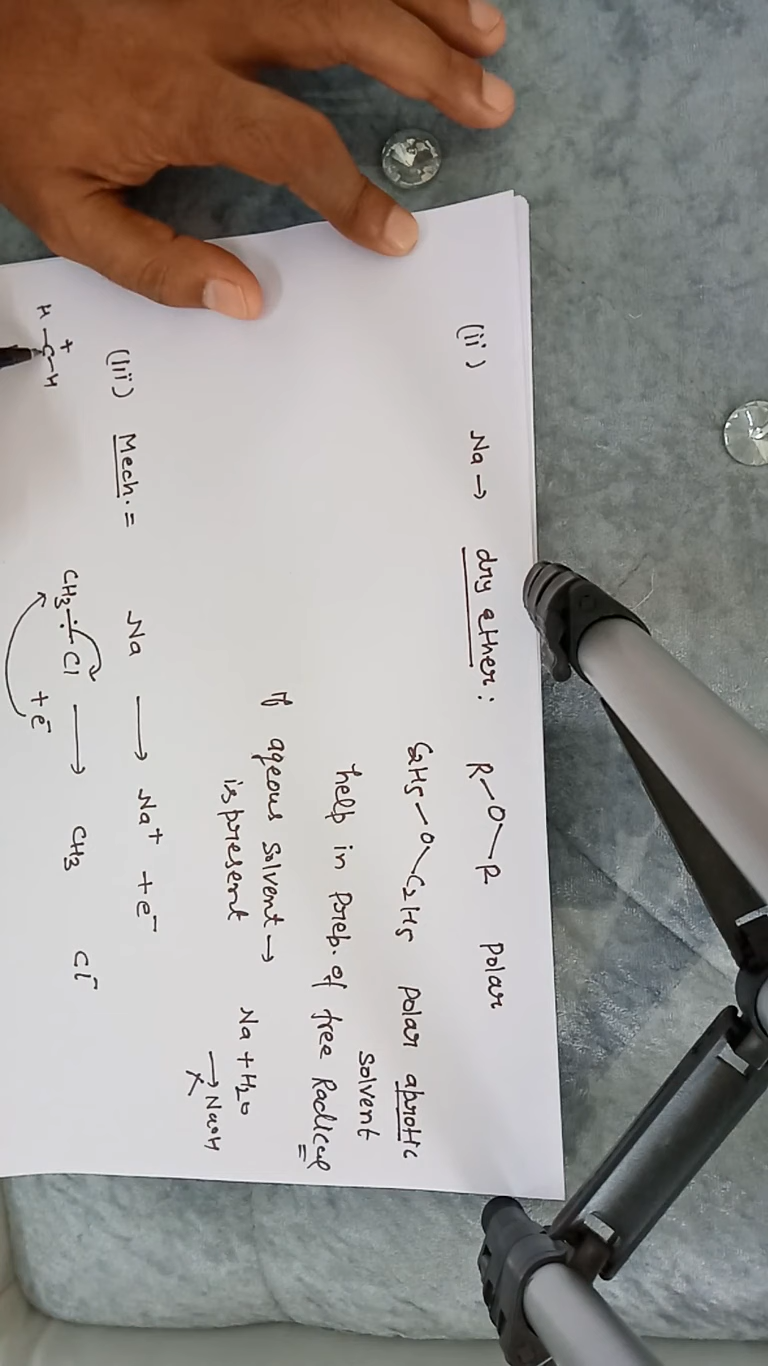 (ii) Na → dry ether: R-O-R polar
C2H5-O-C2H5 polar aprotic
solvent
help in Prep. of free Radical
If aqeous solvent → Na + H2O
is present → NaOH
(iii) Mech. = Na → Na+ + e-
CH3 Cl → CH3 Cl-
+ e-
+
H-C-H